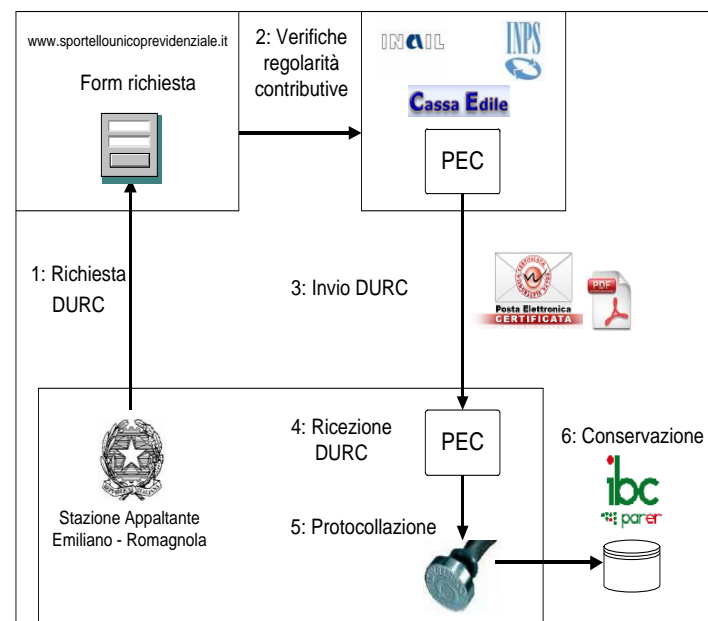 www.sportellounicoprevidenziale.it
Form richiesta
2: Verifiche
regolarità
contributive
INAIL
INPS
Cassa Edile
PEC
1: Richiesta
DURC
3: Invio DURC
Posta Elettronica
CERTIFICATA
PDF
4: Ricezione
DURC
PEC
6: Conservazione
ibc
parer
Stazione Appaltante
Emiliano - Romagnola
5: Protocollazione